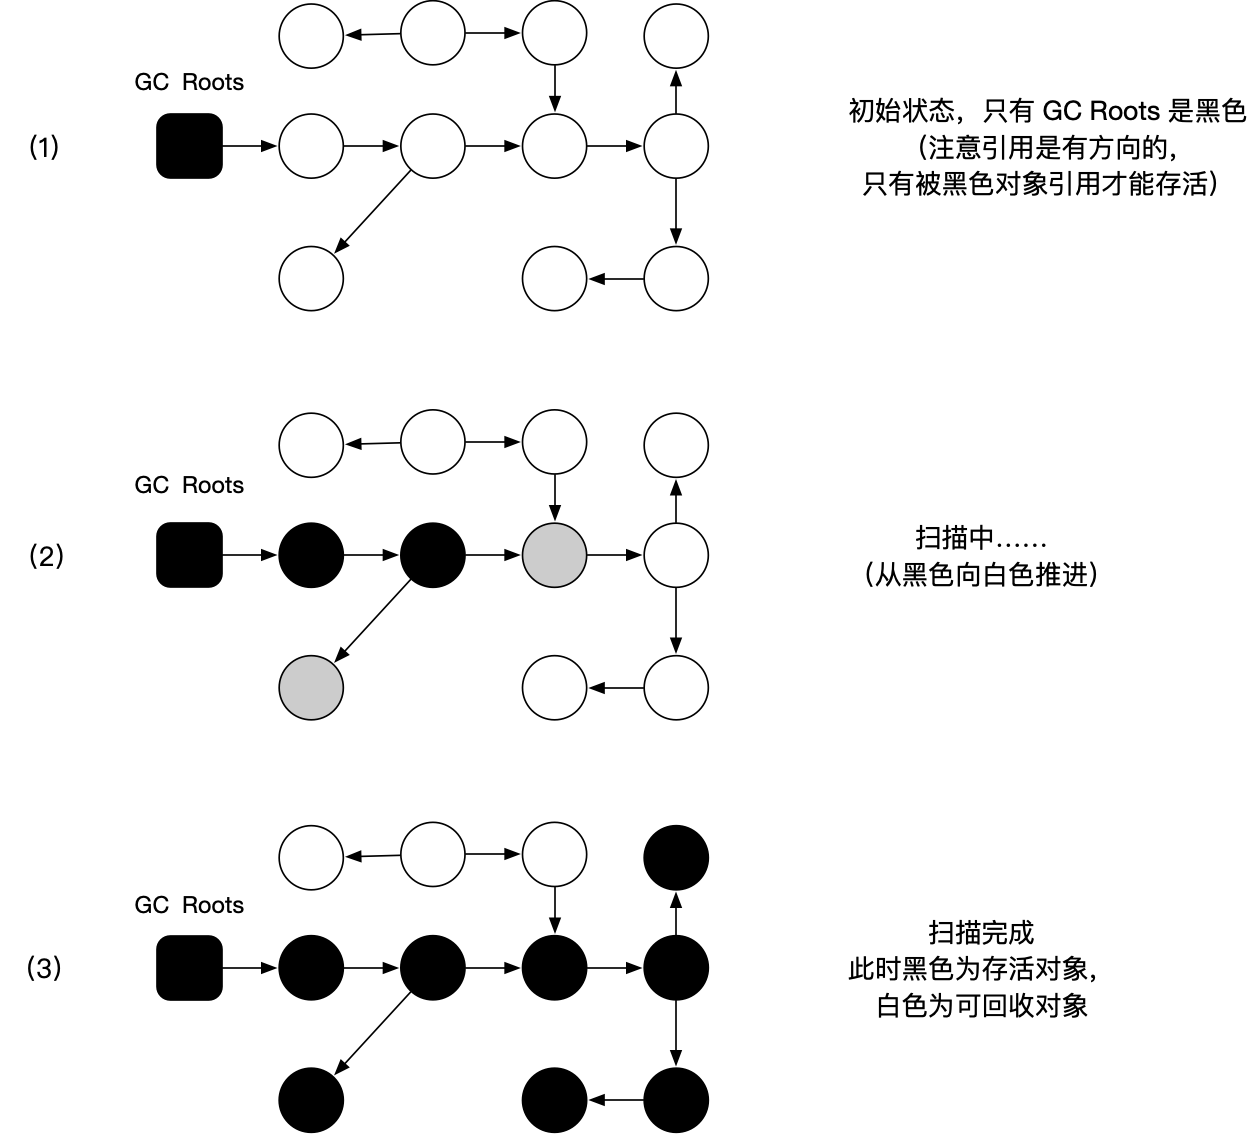 GC Roots
(1)
初始状态，只有 GC Roots 是黑色
（注意引用是有方向的，
只有被黑色对象引用才能存活）
GC Roots
(2)
扫描中……
（从黑色向白色推进）
GC Roots
(3)
扫描完成
此时黑色为存活对象，
白色为可回收对象